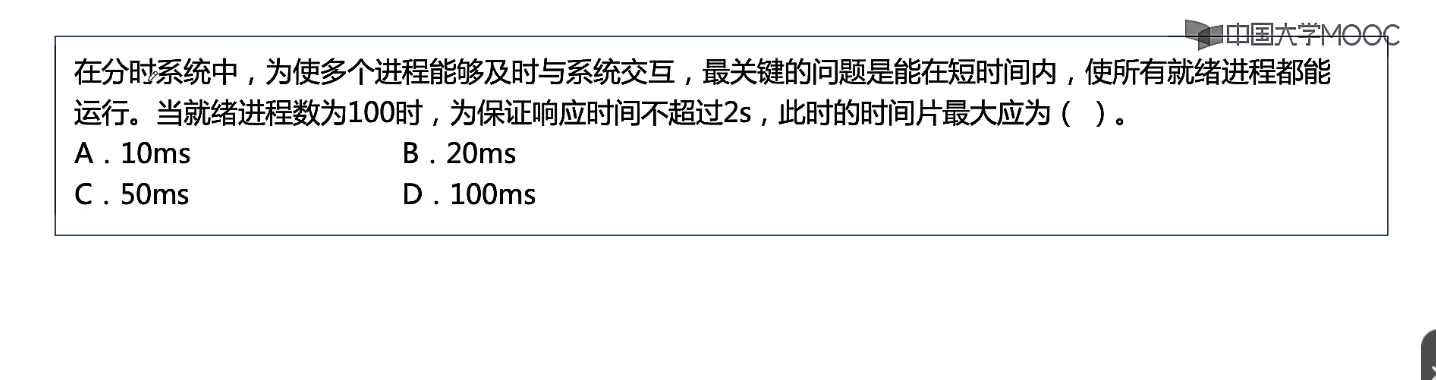 中国大学MOOC
在分时系统中，为使多个进程能够及时与系统交互，最关键的问题是能在短时间内，使所有就绪进程都能
运行。当就绪进程数为100时，为保证响应时间不超过2s，此时的时间片最大应为（ ）。
A．10ms B．20ms
C．50ms D．100ms